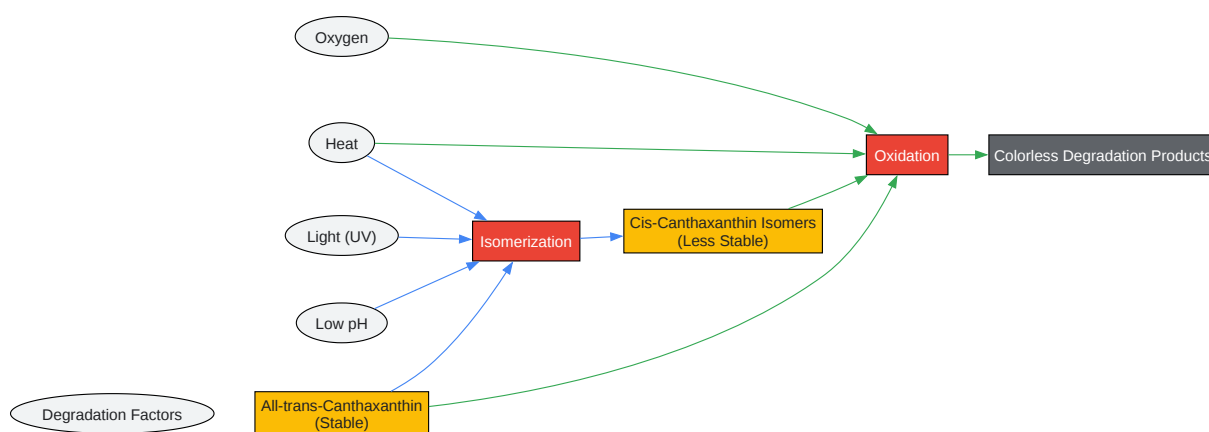 Oxygen
Heat
Oxidation
Colorless Degradation Products
Light (UV)
Isomerization
Cis-Canthaxanthin Isomers
(Less Stable)
Low pH
Degradation Factors
All-trans-Canthaxanthin
(Stable)